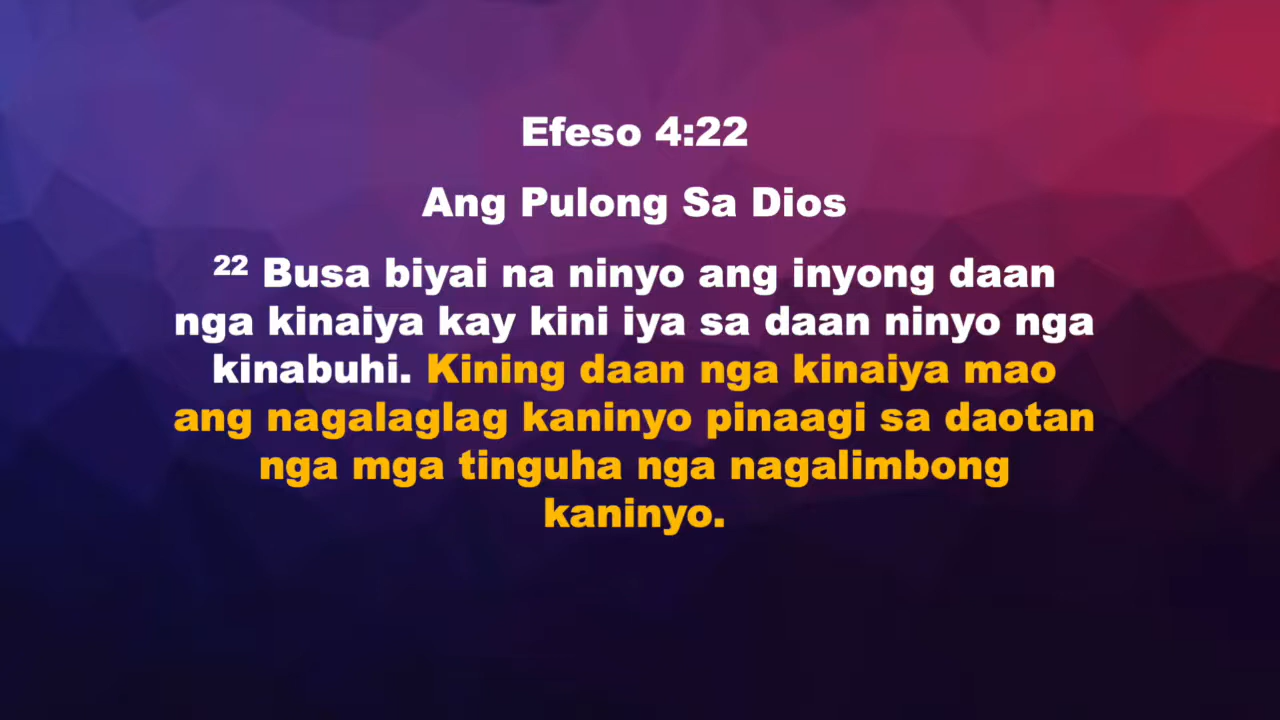 Efeso 4:22
Ang Pulong Sa Dios
22 Busa biyai na ninyo ang inyong daan
nga kinaiya kay kini iya sa daan ninyo nga
kinabuhi. Kining daan nga kinaiya mao
ang nagalaglag kaninyo pinaagi sa daotan
nga mga tinguha nga nagalimbong
kaninyo.